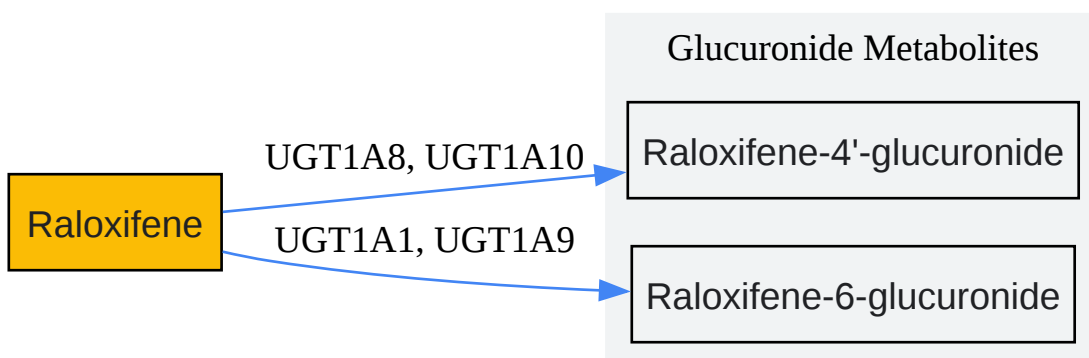 Glucuronide Metabolites
UGT1A8, UGT1A10
Raloxifene-4'-glucuronide
Raloxifene
UGT1A1, UGT1A9
Raloxifene-6-glucuronide